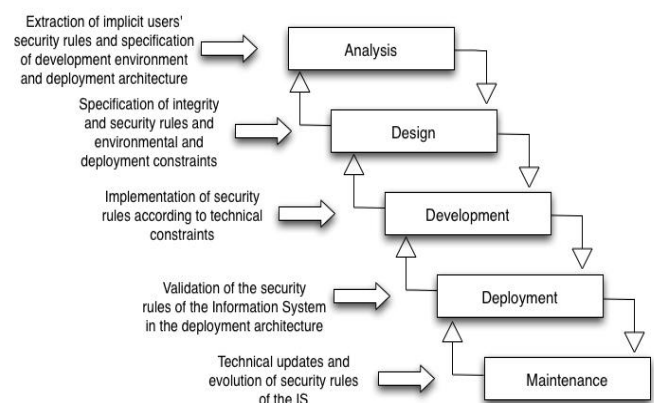 Extraction of implicit users'
security rules and specification
of development environment
and deployment architecture
Analysis
Specification of integrity
and security rules and
environmental and
deployment constraints
Design
Implementation of security
rules according to technical
constraints
Development
Validation of the security
rules of the Information System
in the deployment architecture
Deployment
Technical updates and
evolution of security rules
of the IS
Maintenance